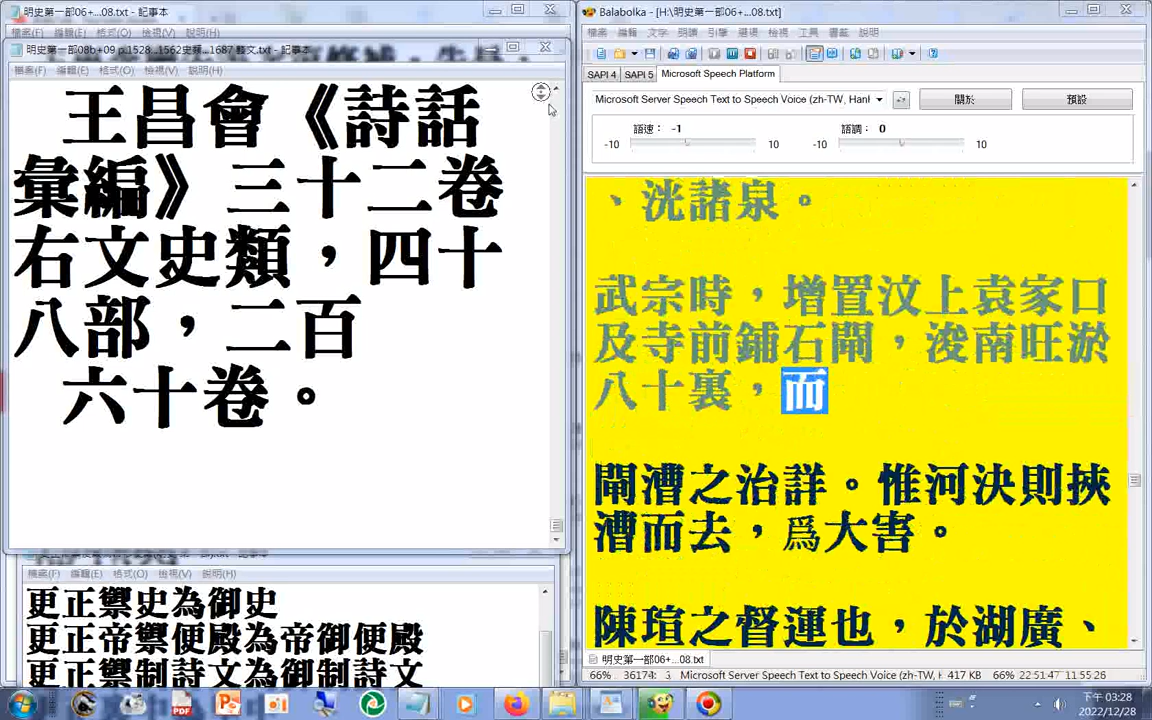 明史第一部06+...08.txt - 記事本
檔案(F) 編輯(E) 格式(O) 檢視(V) 說明(H)
明史第一部08b+09 p.1528...1562史類...1687 藝文.txt - 記事本
檔案(F) 編輯(E) 格式(O) 檢視(V) 說明(H)
王昌會《詩話
彙編》三十二卷
右文史類，四十
八部，二百
六十卷。
檔案(F) 編輯(E) 格式(O) 檢視(V) 說明(H)
更正禦史為御史
更正帝禦便殿為帝御便殿
更正禦制詩文為御制詩文
Balabolka - [H:\明史第一部06+...08.txt]
檔案 編輯 文字 朗讀 引擎 選項 檢視 工具 書籤 說明
SAPI 4 SAPI 5 Microsoft Speech Platform
Microsoft Server Speech Text to Speech Voice (zh-TW, Hanl
關於
預設
語速： -1 語調： 0
-10 10 -10 10
、洸諸泉。
武宗時，增置汶上袁家口
及寺前鋪石閘，浚南旺淤
八十裏，而
閘漕之治詳。惟河決則挾
漕而去，爲大害。
陳瑄之督運也，於湖廣、
明史第一部06+...08.txt
66% 36174: 3 Microsoft Server Speech Text to Speech Voice (zh-TW, Hanl 417 KB 66% 22:51:47 11:55:26
下午 03:28
2022/12/28